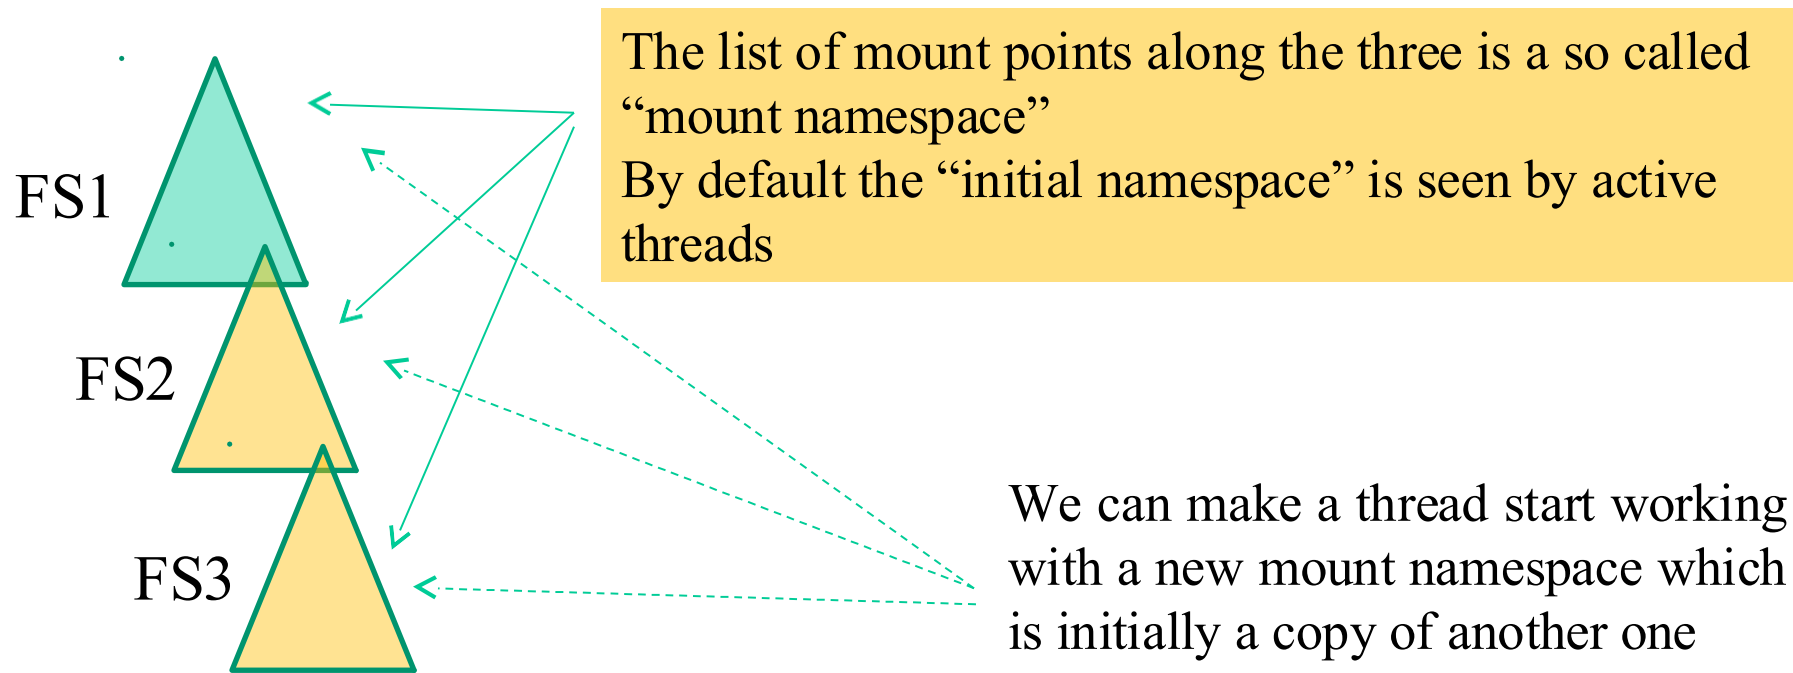 The list of mount points along the three is a so called
“mount namespace”
By default the “initial namespace” is seen by active
threads
FS1
FS2
FS3
We can make a thread start working
with a new mount namespace which
is initially a copy of another one